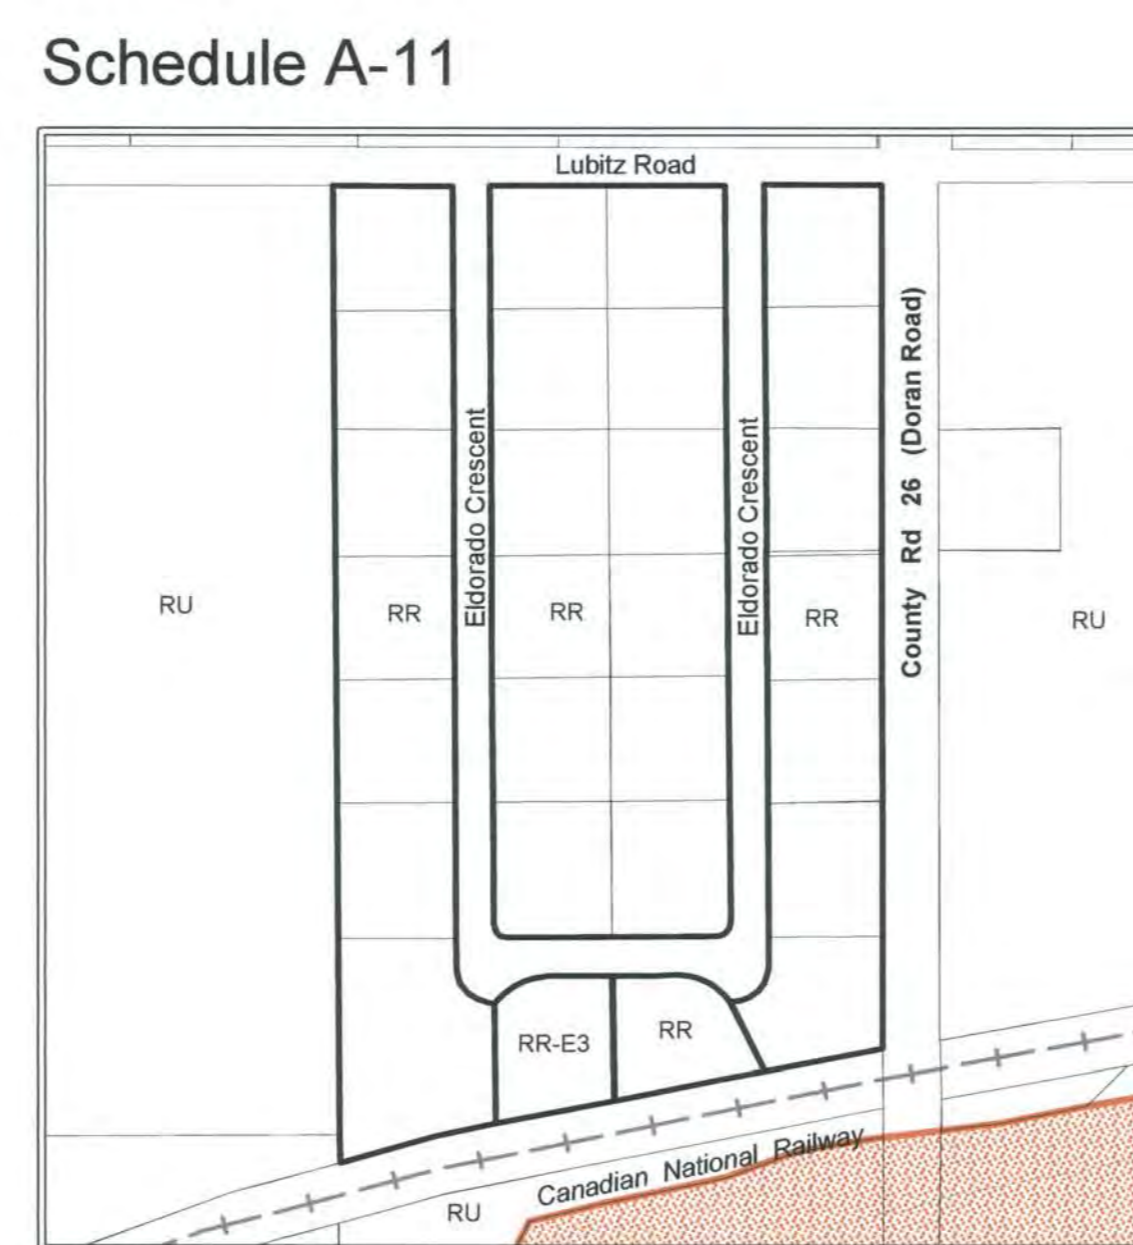 Schedule A-11
Lubitz Road
Eldorado Crescent
Eldorado Crescent
County Rd 26 (Doran Road)
RU
RR
RR
RR
RU
RR-E3
RR
Canadian National Railway
RU